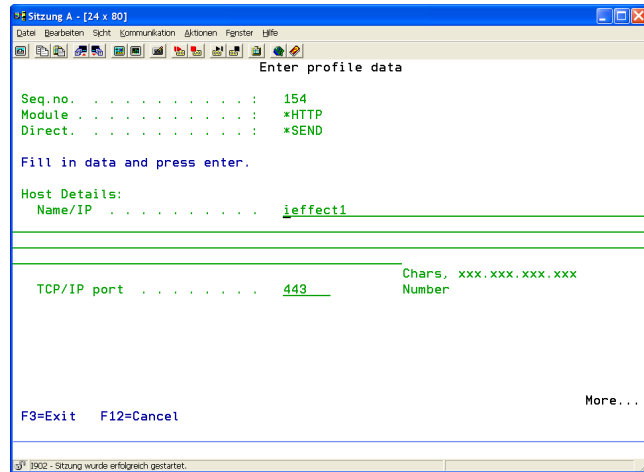 Sitzung A - [24 x 80]
Datei Bearbeiten Sicht Kommunikation Aktionen Fenster Hilfe
Enter profile data
Seq.no. . . . . . . . . . . : 154
Module . . . . . . . . . . . : *HTTP
Direct. . . . . . . . . . . : *SEND
Fill in data and press enter.
Host Details:
Name/IP . . . . . . . . . . ieffect1
Chars, xxx.xxx.xxx.xxx
TCP/IP port . . . . . . . . 443 Number
More...
F3=Exit F12=Cancel
I902 - Sitzung wurde erfolgreich gestartet.